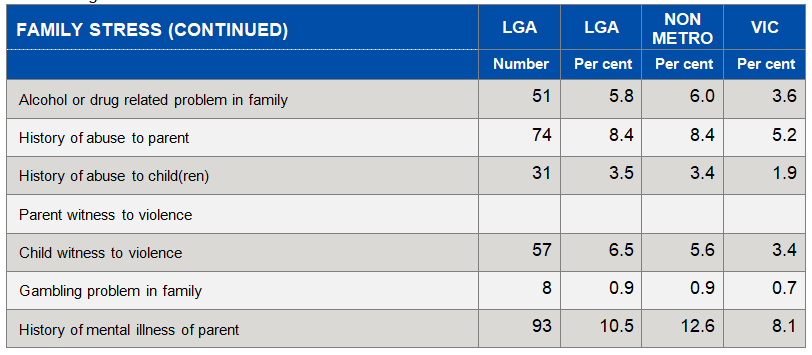 FAMILY STRESS (CONTINUED) LGA LGA NON METRO VIC
Number Per cent Per cent Per cent
Alcohol or drug related problem in family 51 5.8 6.0 3.6
History of abuse to parent 74 8.4 8.4 5.2
History of abuse to child(ren) 31 3.5 3.4 1.9
Parent witness to violence
Child witness to violence 57 6.5 5.6 3.4
Gambling problem in family 8 0.9 0.9 0.7
History of mental illness of parent 93 10.5 12.6 8.1